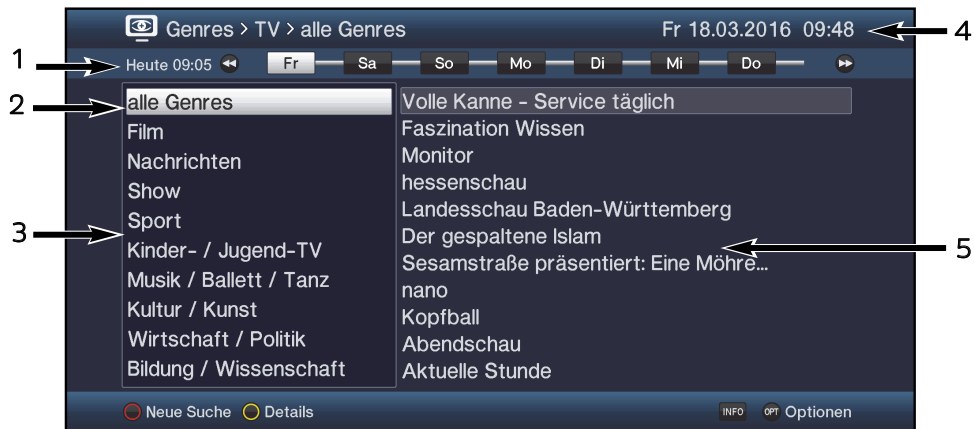 Genres > TV > alle Genres
Fr 18.03.2016 09:48
4
1
Heute 09:05 Fr Sa So Mo Di Mi Do
2
alle Genres
Film
Nachrichten
Show
Sport
Kinder- / Jugend-TV
Musik / Ballett / Tanz
Kultur / Kunst
Wirtschaft / Politik
Bildung / Wissenschaft
3
Volle Kanne - Service täglich
Faszination Wissen
Monitor
hessenschau
Landesschau Baden-Württemberg
Der gespaltene Islam
Sesamstraße präsentiert: Eine Möhre...
nano
Kopfball
Abendschau
Aktuelle Stunde
5
Neue Suche Details INFO OPT Optionen